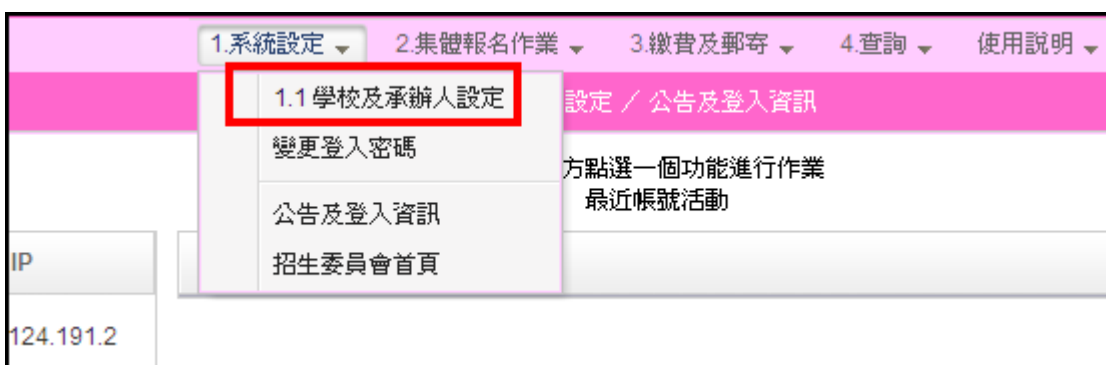 1.系統設定 2.集體報名作業 3.繳費及郵寄 4.查詢 使用說明
1.1 學校及承辦人設定
設定 / 公告及登入資訊
變更登入密碼
方點選一個功能進行作業
最近帳號活動
公告及登入資訊
招生委員會首頁
IP
124.191.2